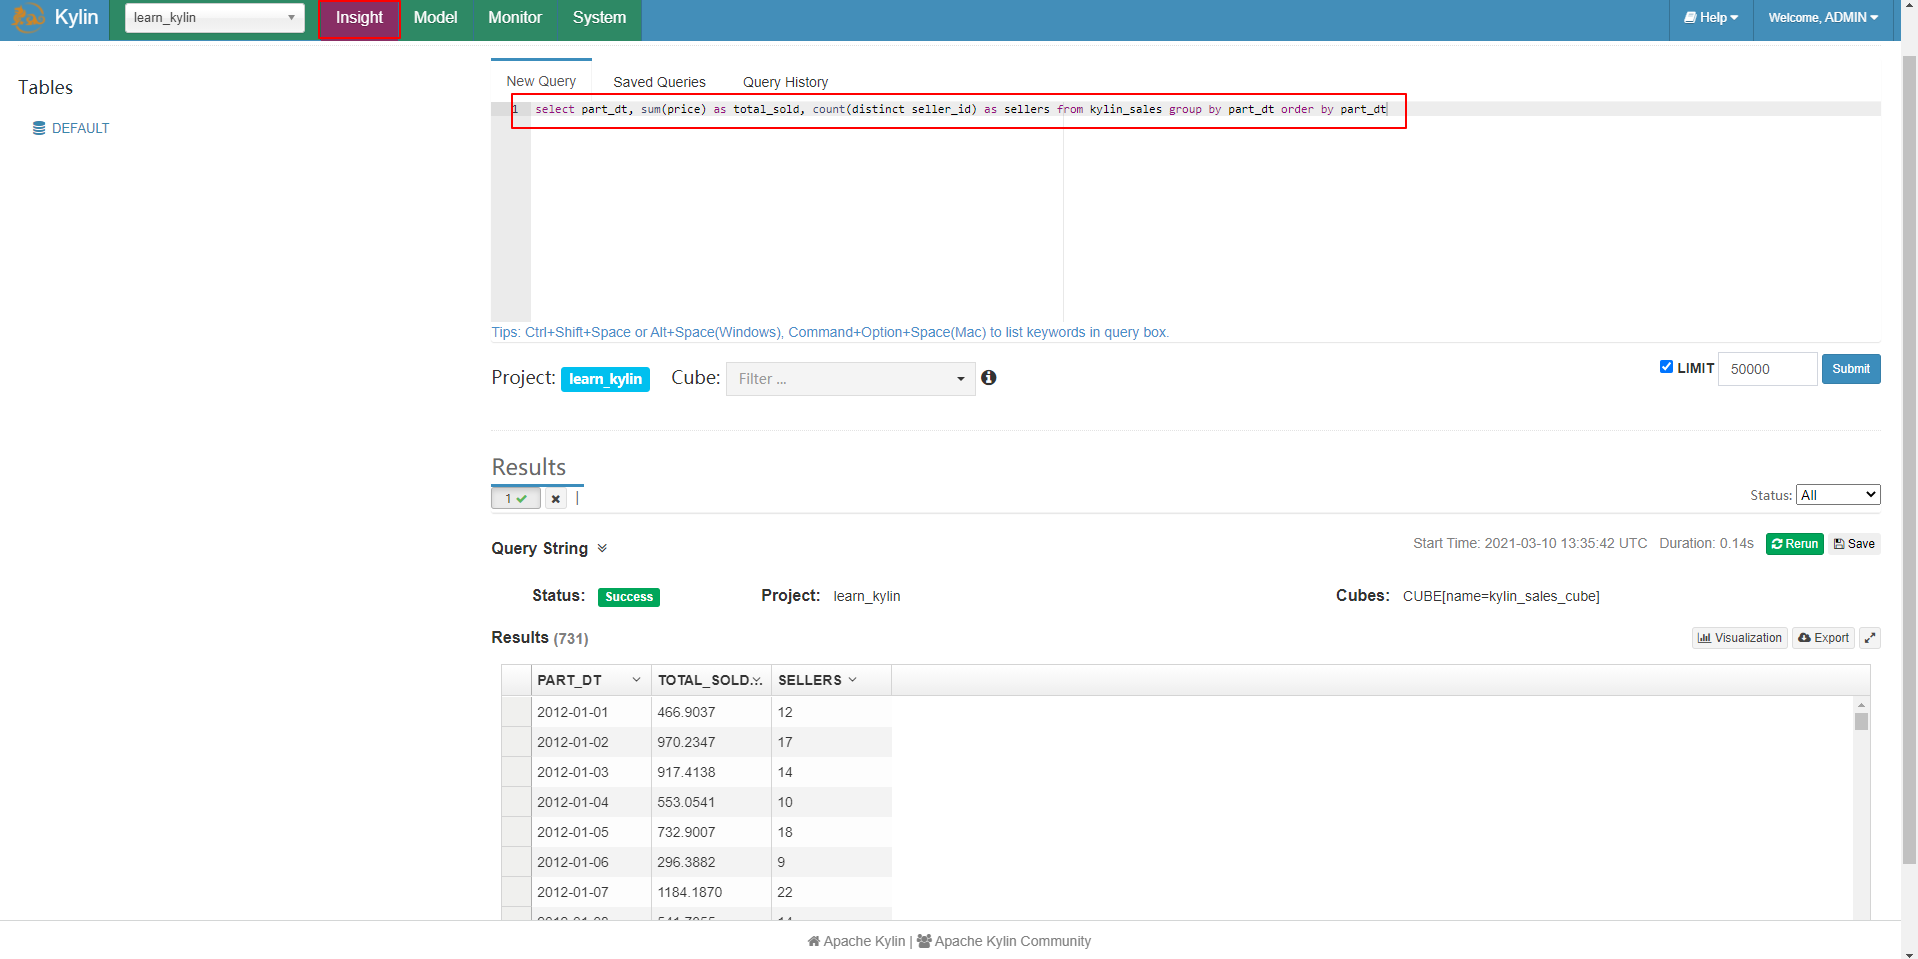 Kylin learn_kylin Insight Model Monitor System Help Welcome, ADMIN
Tables
DEFAULT
New Query Saved Queries Query History
1 select part_dt, sum(price) as total_sold, count(distinct seller_id) as sellers from kylin_sales group by part_dt order by part_dt
Tips: Ctrl+Shift+Space or Alt+Space(Windows), Command+Option+Space(Mac) to list keywords in query box.
Project: learn_kylin Cube: Filter ... LIMIT 50000 Submit
Results
1 Status: All
Query String Start Time: 2021-03-10 13:35:42 UTC Duration: 0.14s Rerun Save
Status: Success Project: learn_kylin Cubes: CUBE[name=kylin_sales_cube]
Results (731) Visualization Export
PART_DT TOTAL_SOLD... SELLERS
2012-01-01 466.9037 12
2012-01-02 970.2347 17
2012-01-03 917.4138 14
2012-01-04 553.0541 10
2012-01-05 732.9007 18
2012-01-06 296.3882 9
2012-01-07 1184.1870 22
Apache Kylin | Apache Kylin Community